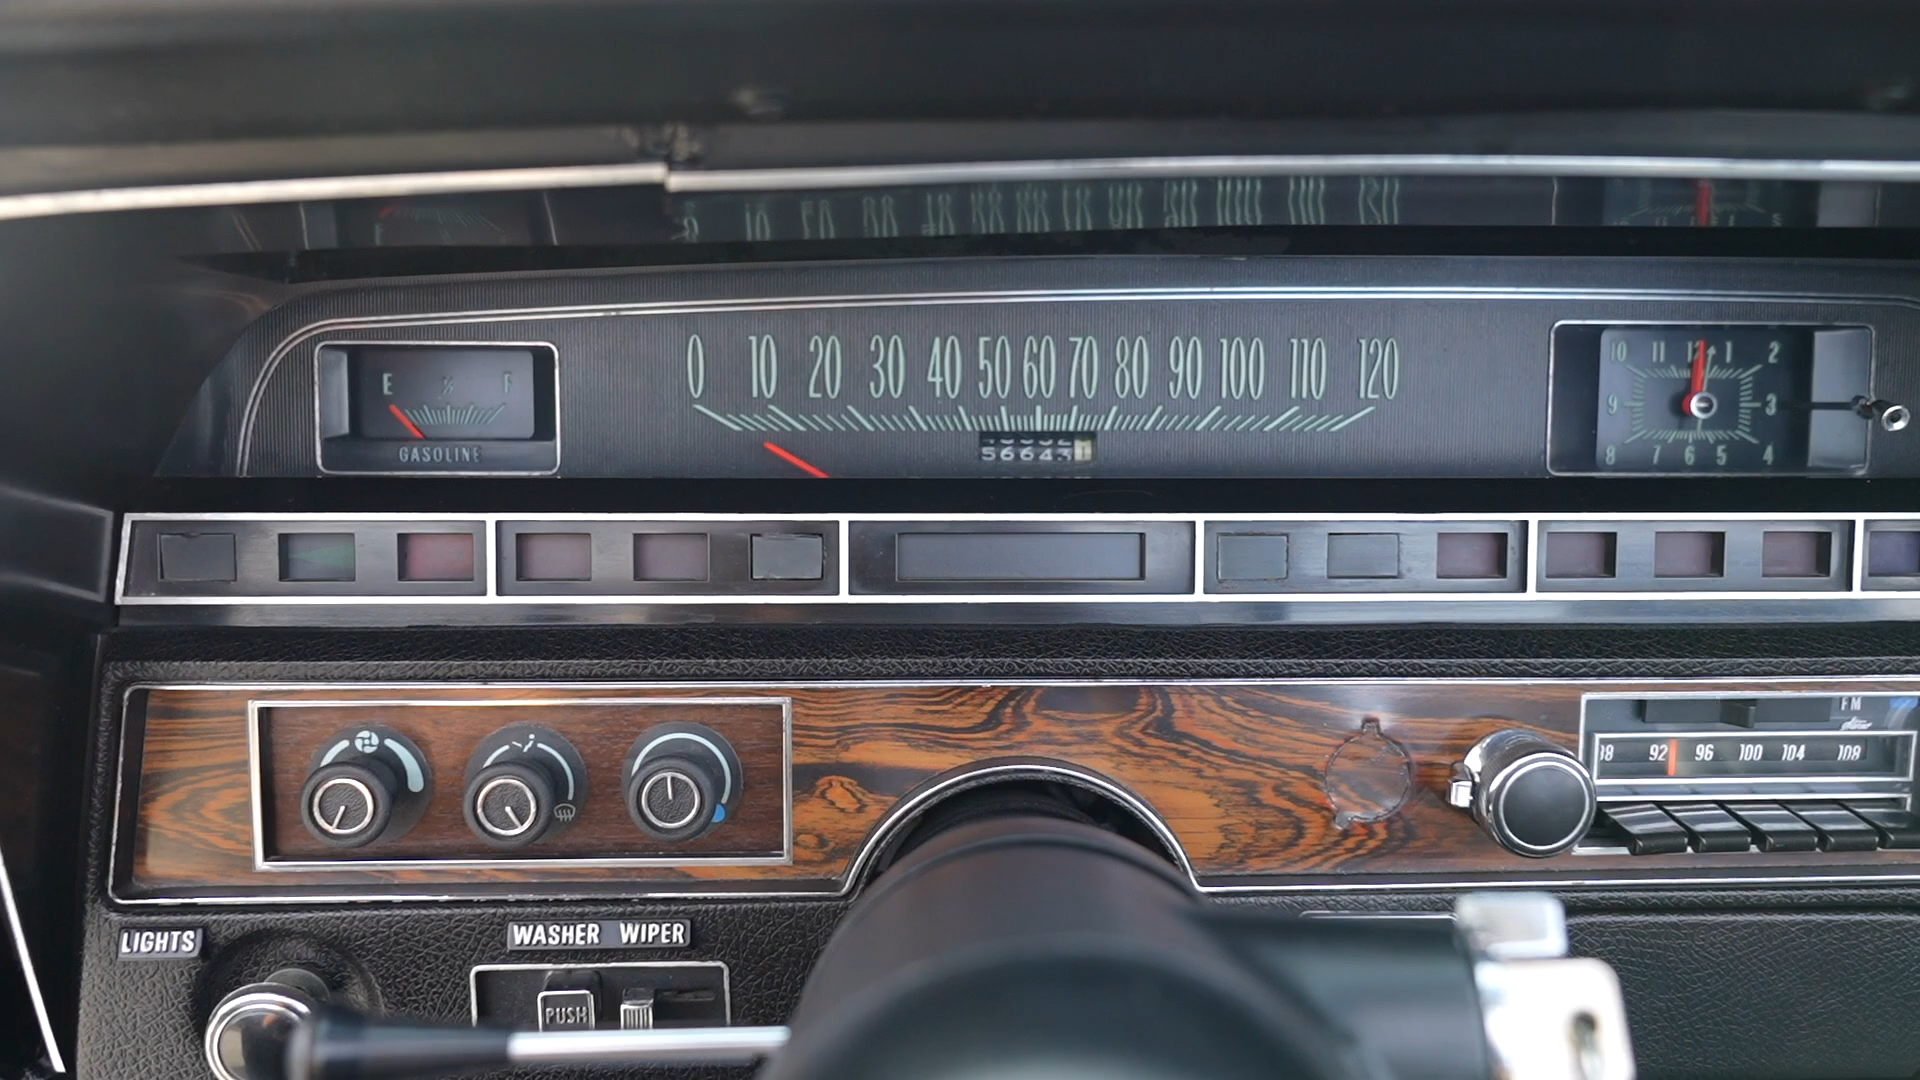 0 10 20 30 40 50 60 70 80 90 100 110 120
E ½ F
GASOLINE
56643
10 11 12 1 2
9 3
8 7 6 5 4
FM
88 92 96 100 104 108
LIGHTS
WASHER WIPER
PUSH